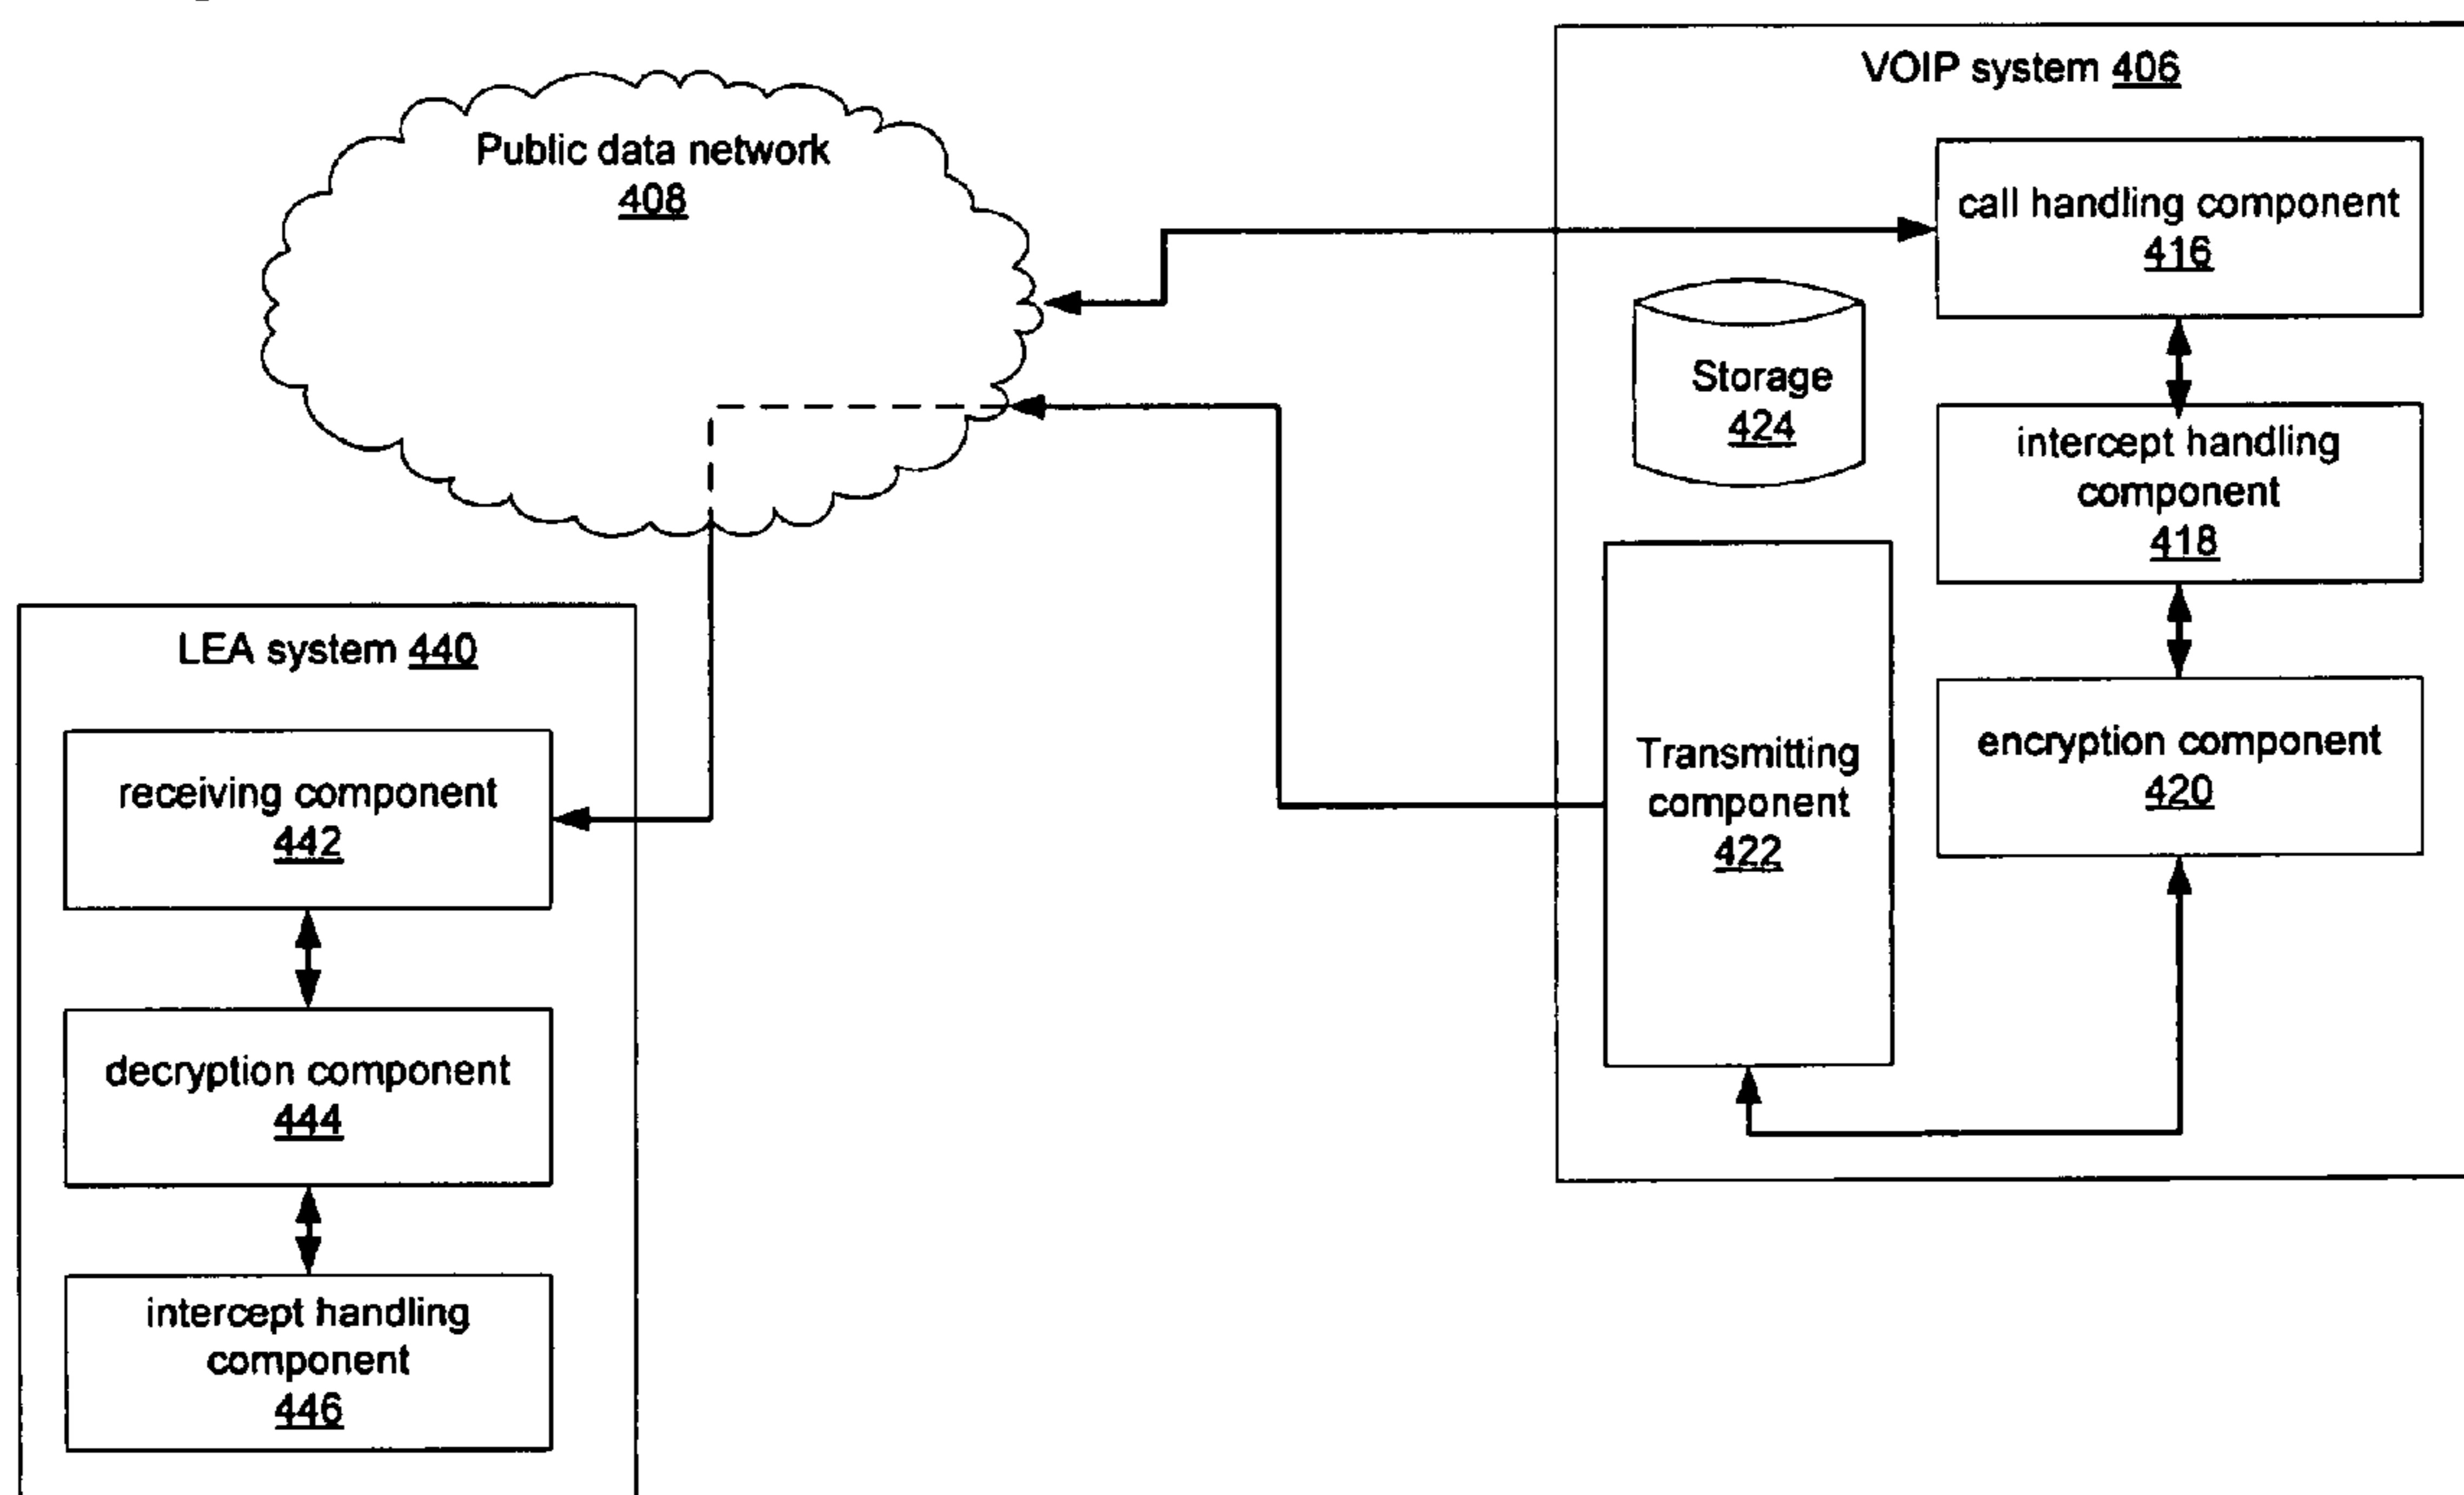 VOIP system 406
Public data network
408
call handling component
416
Storage
424
intercept handling
component
418
LEA system 440
Transmitting
component
422
encryption component
420
receiving component
442
decryption component
444
intercept handling
component
446